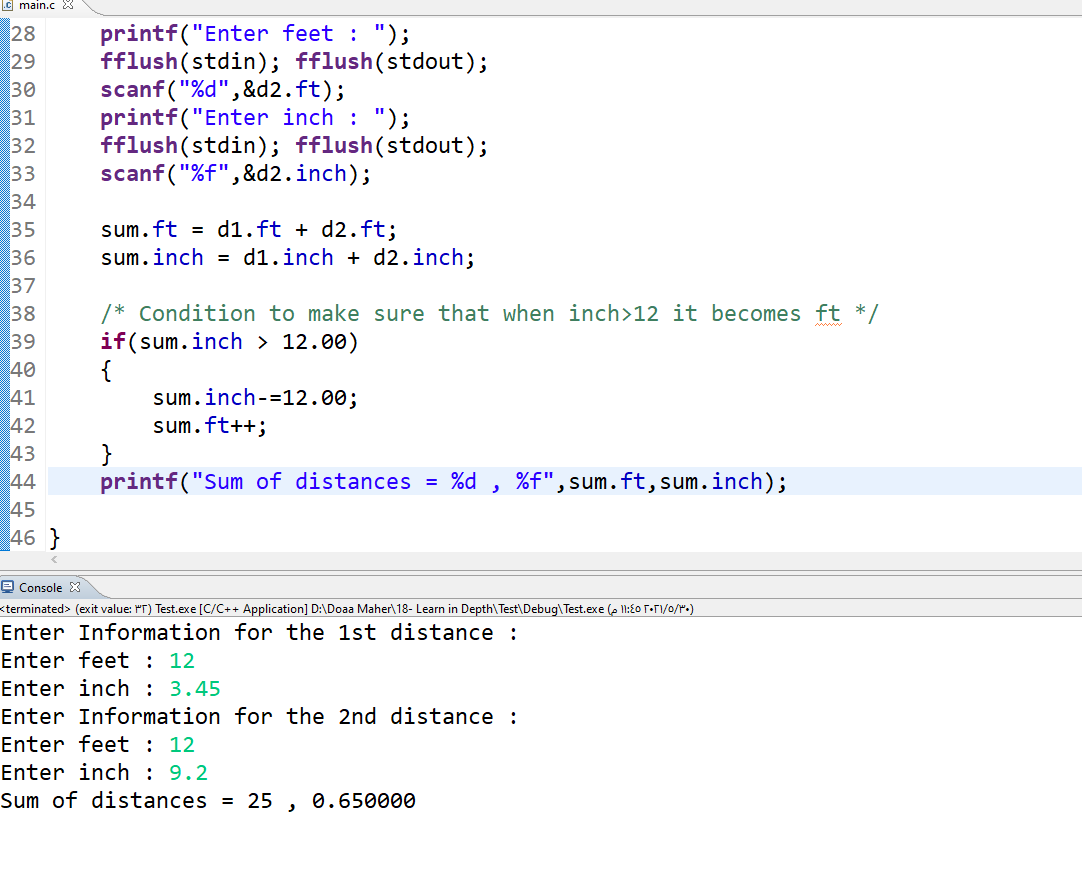 main.c
28 printf("Enter feet : ");
29 fflush(stdin); fflush(stdout);
30 scanf("%d",&d2.ft);
31 printf("Enter inch : ");
32 fflush(stdin); fflush(stdout);
33 scanf("%f",&d2.inch);
34
35 sum.ft = d1.ft + d2.ft;
36 sum.inch = d1.inch + d2.inch;
37
38 /* Condition to make sure that when inch>12 it becomes ft */
39 if(sum.inch > 12.00)
40 {
41 sum.inch-=12.00;
42 sum.ft++;
43 }
44 printf("Sum of distances = %d , %f",sum.ft,sum.inch);
45
46 }
Console
<terminated> (exit value: ٣٢) Test.exe [C/C++ Application] D:\Doaa Maher\18- Learn in Depth\Test\Debug\Test.exe (م ١١:٤٥ ٢٠٢١/٥/٣٠)
Enter Information for the 1st distance :
Enter feet : 12
Enter inch : 3.45
Enter Information for the 2nd distance :
Enter feet : 12
Enter inch : 9.2
Sum of distances = 25 , 0.650000